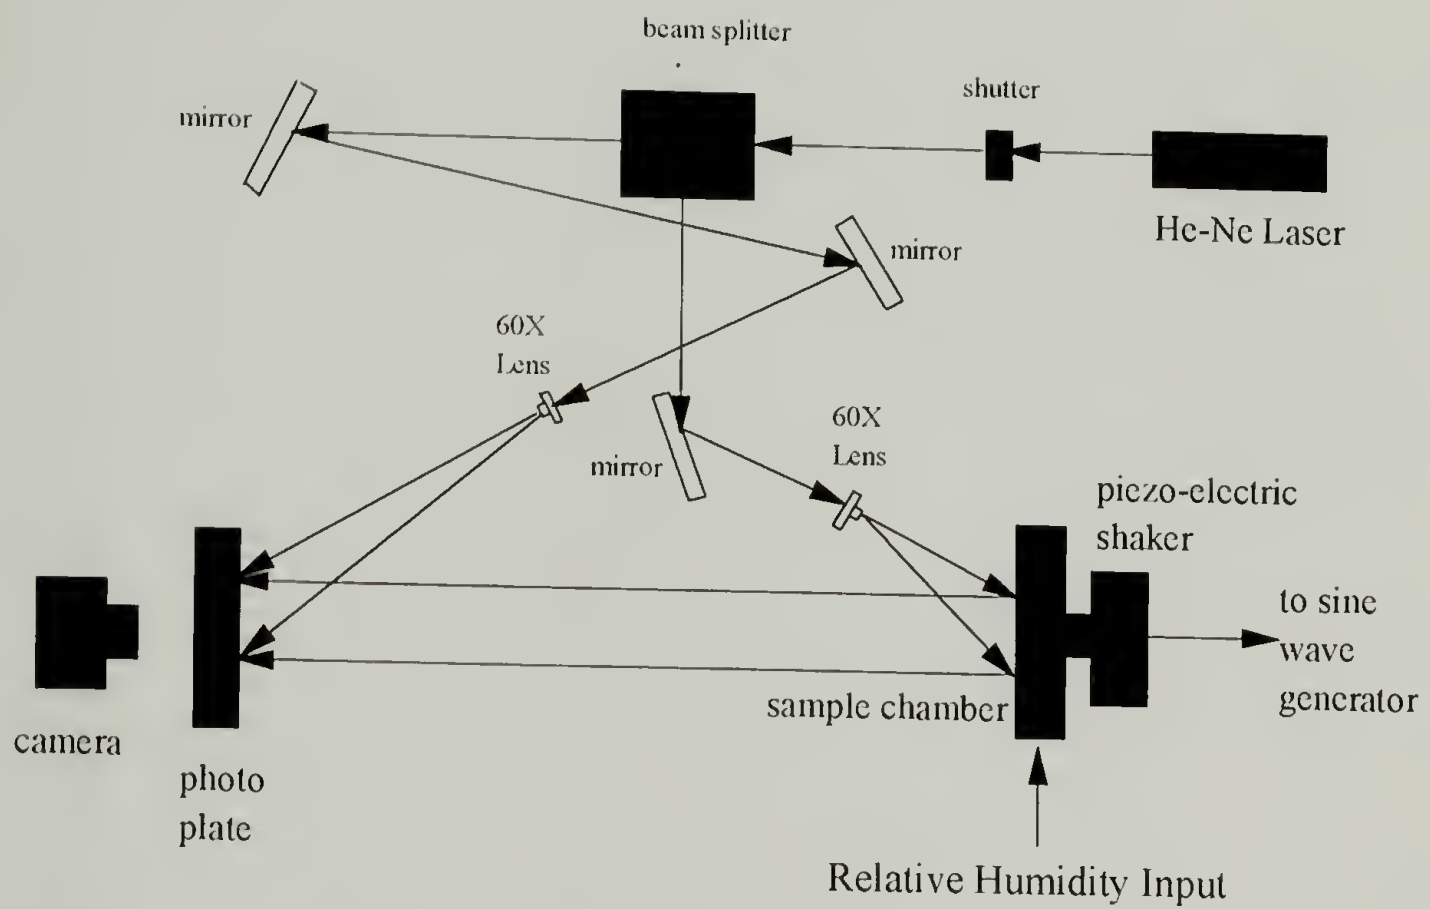 beam splitter
shutter
mirror
He-Ne Laser
mirror
60X
Lens
60X
Lens
mirror
piezo-electric
shaker
to sine
wave
generator
sample chamber
camera
photo
plate
Relative Humidity Input